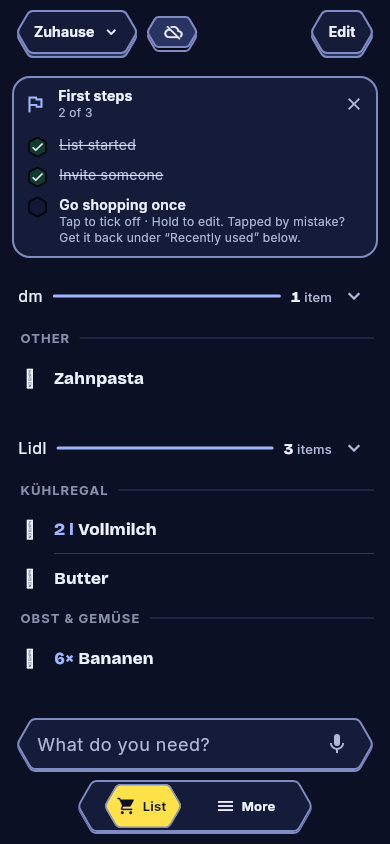 Zuhause
Edit
First steps
2 of 3
List started
Invite someone
Go shopping once
Tap to tick off · Hold to edit. Tapped by mistake?
Get it back under “Recently used” below.
dm
1 item
OTHER
Zahnpasta
Lidl
3 items
KÜHLREGAL
2 l Vollmilch
Butter
OBST & GEMÜSE
6× Bananen
What do you need?
List
More